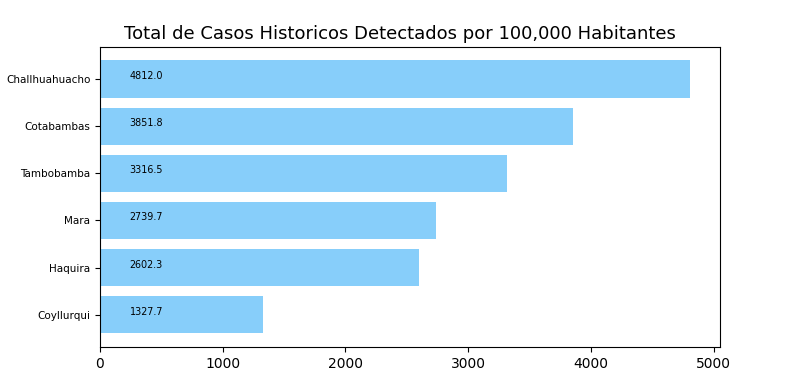 Total de Casos Historicos Detectados por 100,000 Habitantes
Challhuahuacho 4812.0
Cotabambas 3851.8
Tambobamba 3316.5
Mara 2739.7
Haquira 2602.3
Coyllurqui 1327.7
0 1000 2000 3000 4000 5000